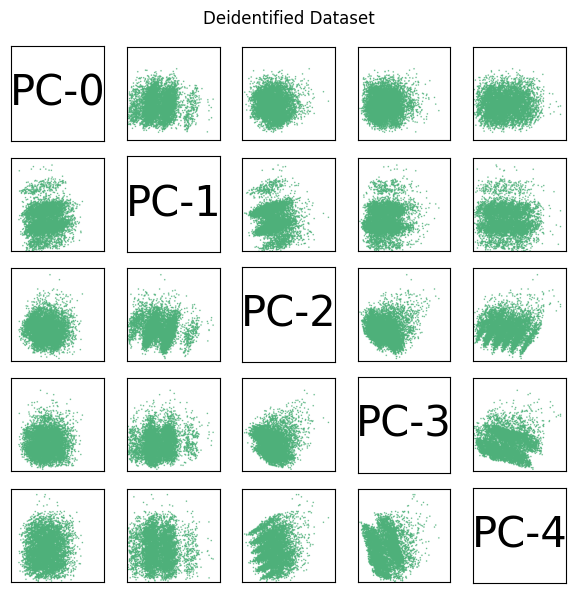 Deidentified Dataset
PC-0
PC-1
PC-2
PC-3
PC-4